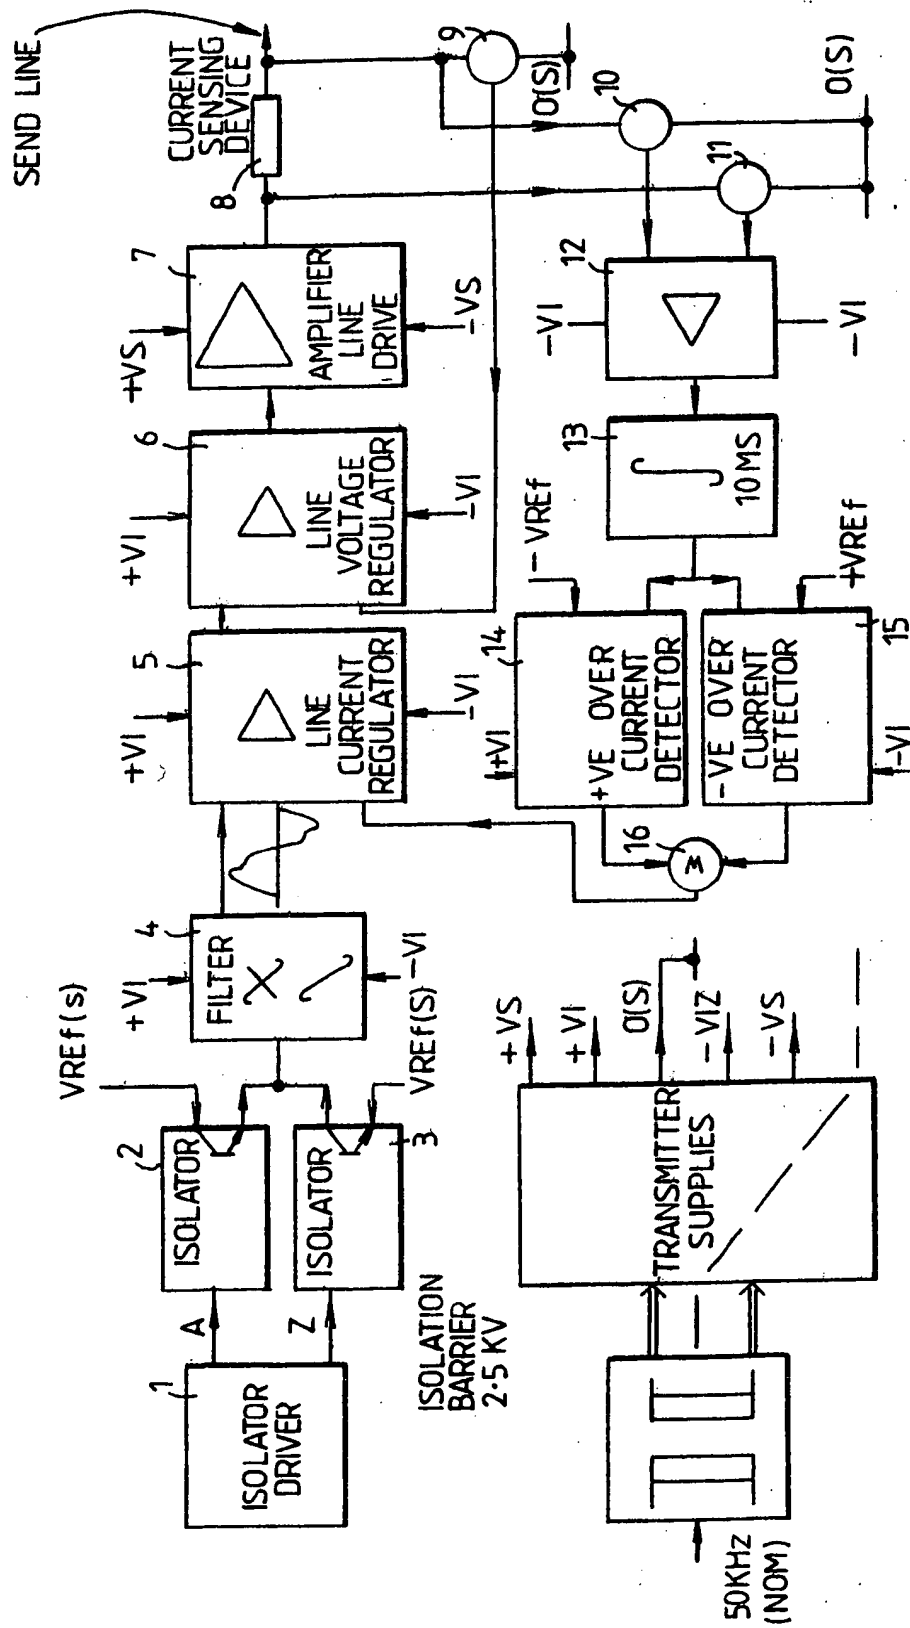 SEND LINE
CURRENT
SENSING
DEVICE
8
9
O(S)
10
11
O(S)
7
+VS
AMPLIFIER
LINE
DRIVE
-VS
6
+VI
LINE
VOLTAGE
REGULATOR
-VI
5
+VI
LINE
CURRENT
REGULATOR
-VI
4
+VI
FILTER
-VI
VREf(s)
2
ISOLATOR
VREf(S)
3
ISOLATOR
A
Z
1
ISOLATOR
DRIVER
ISOLATION
BARRIER
2.5 KV
12
-VI
-VI
13
10MS
-VREf
14
+VI
+VE OVER
CURRENT
DETECTOR
+VREf
15
-VE OVER
CURRENT
DETECTOR
-VI
16
+VS
+VI
O(S)
-VIZ
-VS
TRANSMITTER
SUPPLIES
50KHz
(NOM)